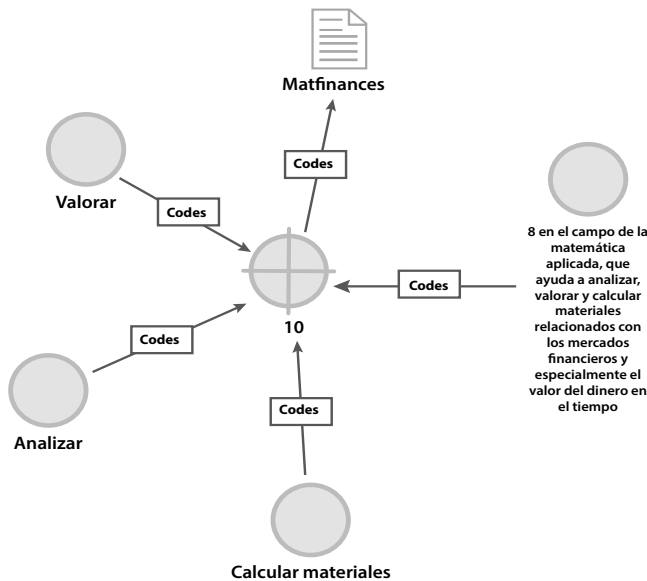 Matfinances
Codes
Valorar
Codes
8 en el campo de la
matemática
aplicada, que
ayuda a analizar,
valorar y calcular
materiales
relacionados con
los mercados
financieros y
especialmente el
valor del dinero en
el tiempo
Codes
10
Codes
Analizar
Codes
Calcular materiales